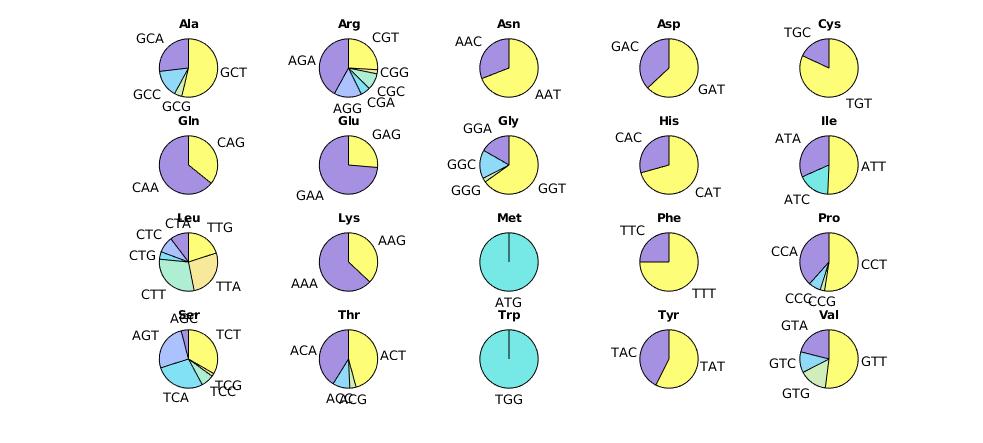 Ala
GCA
GCT
GCC
GCG
Arg
CGT
AGA
CGG
CGC
CGA
AGG
Asn
AAC
AAT
Asp
GAC
GAT
Cys
TGC
TGT
Gln
CAG
CAA
Glu
GAG
GAA
Gly
GGA
GGC
GGG
GGT
His
CAC
CAT
Ile
ATA
ATT
ATC
Leu
CTA
TTG
CTC
CTG
CTT
TTA
Lys
AAG
AAA
Met
ATG
Phe
TTC
TTT
Pro
CCA
CCT
CCC
CCG
Ser
AGC
AGT
TCT
TCG
TCC
TCA
Thr
ACA
ACT
ACC
ACG
Trp
TGG
Tyr
TAC
TAT
Val
GTA
GTT
GTC
GTG